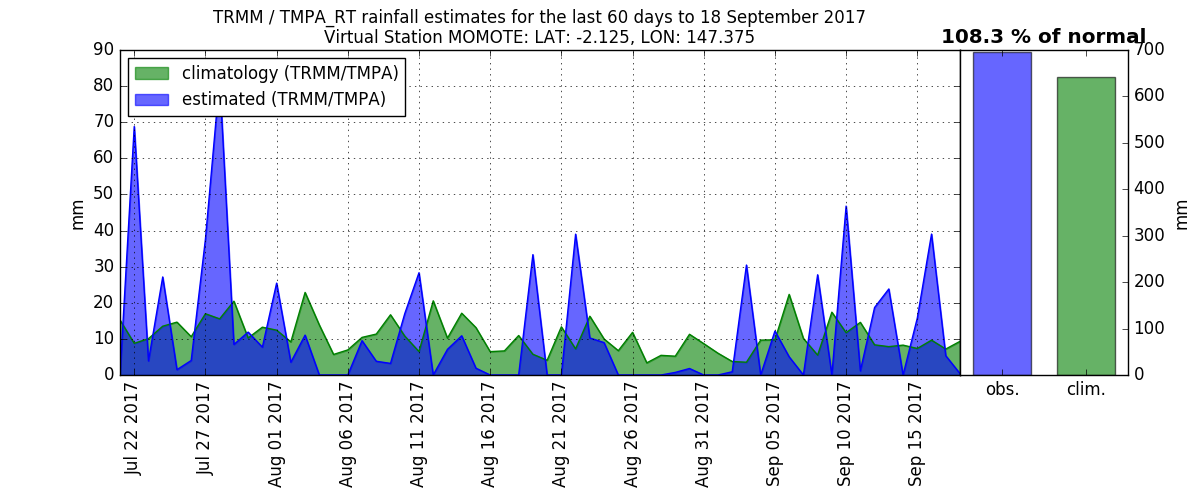 TRMM / TMPA_RT rainfall estimates for the last 60 days to 18 September 2017
Virtual Station MOMOTE: LAT: -2.125, LON: 147.375
108.3 % of normal
climatology (TRMM/TMPA)
estimated (TRMM/TMPA)
90
80
70
60
50
40
30
20
10
0
mm
Jul 22 2017
Jul 27 2017
Aug 01 2017
Aug 06 2017
Aug 11 2017
Aug 16 2017
Aug 21 2017
Aug 26 2017
Aug 31 2017
Sep 05 2017
Sep 10 2017
Sep 15 2017
obs.
clim.
700
600
500
400
300
200
100
0
mm